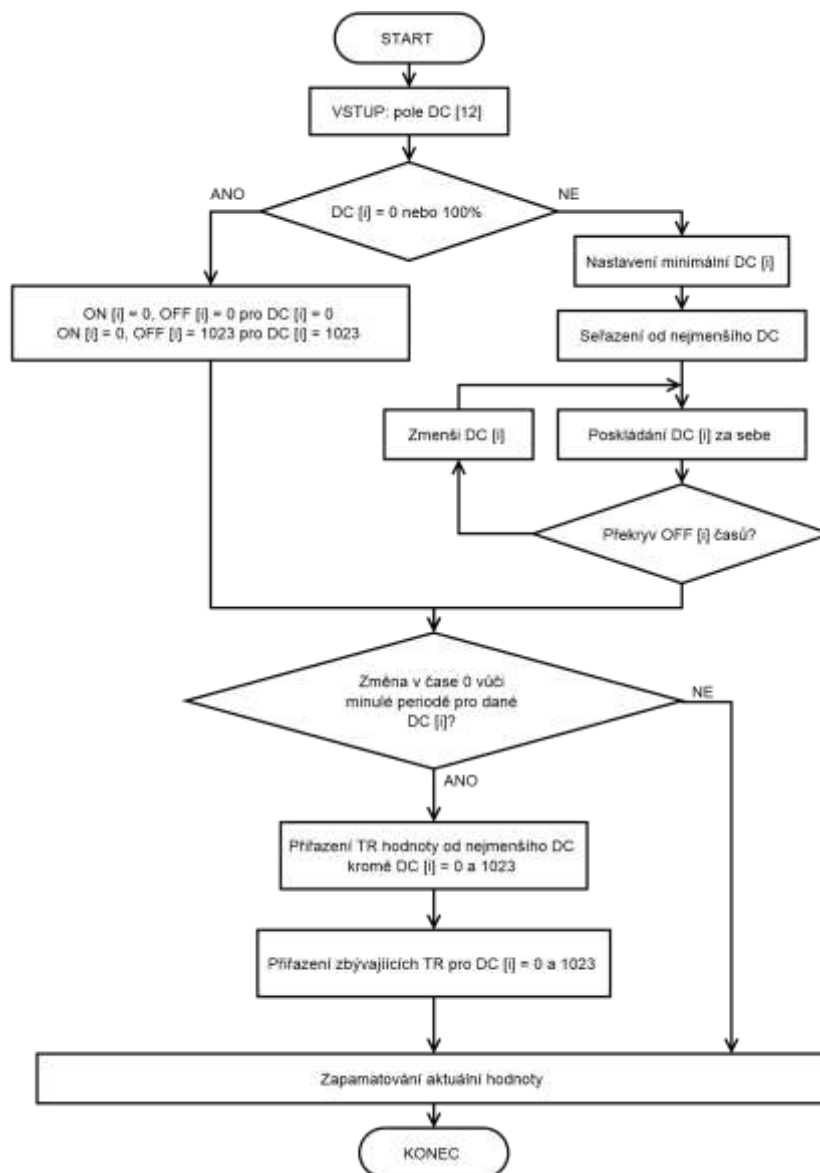 START
VSTUP: pole DC [12]
ANO
NE
DC [i] = 0 nebo 100%
Nastavení minimální DC [i]
ON [i] = 0, OFF [i] = 0 pro DC [i] = 0
ON [i] = 0, OFF [i] = 1023 pro DC [i] = 1023
Seřazení od nejmenšího DC
Zmenši DC [i]
Poskládání DC [i] za sebe
Překryv OFF [i] časů?
Změna v čase 0 vůči
minulé periodě pro dané
DC [i]?
NE
ANO
Přiřazení TR hodnoty od nejmenšího DC
kromě DC [i] = 0 a 1023
Přiřazení zbývajiících TR pro DC [i] = 0 a 1023
Zapamatování aktuální hodnoty
KONEC